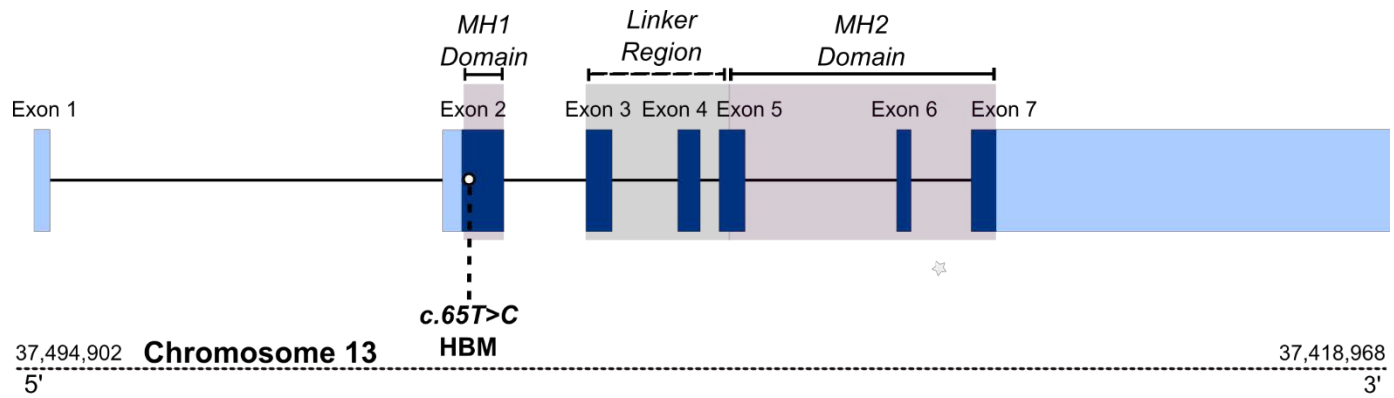 MH1
Domain
Linker
Region
MH2
Domain
Exon 1
Exon 2
Exon 3
Exon 4
Exon 5
Exon 6
Exon 7
c.65T>C
HBM
37,494,902
Chromosome 13
37,418,968
5'
3'